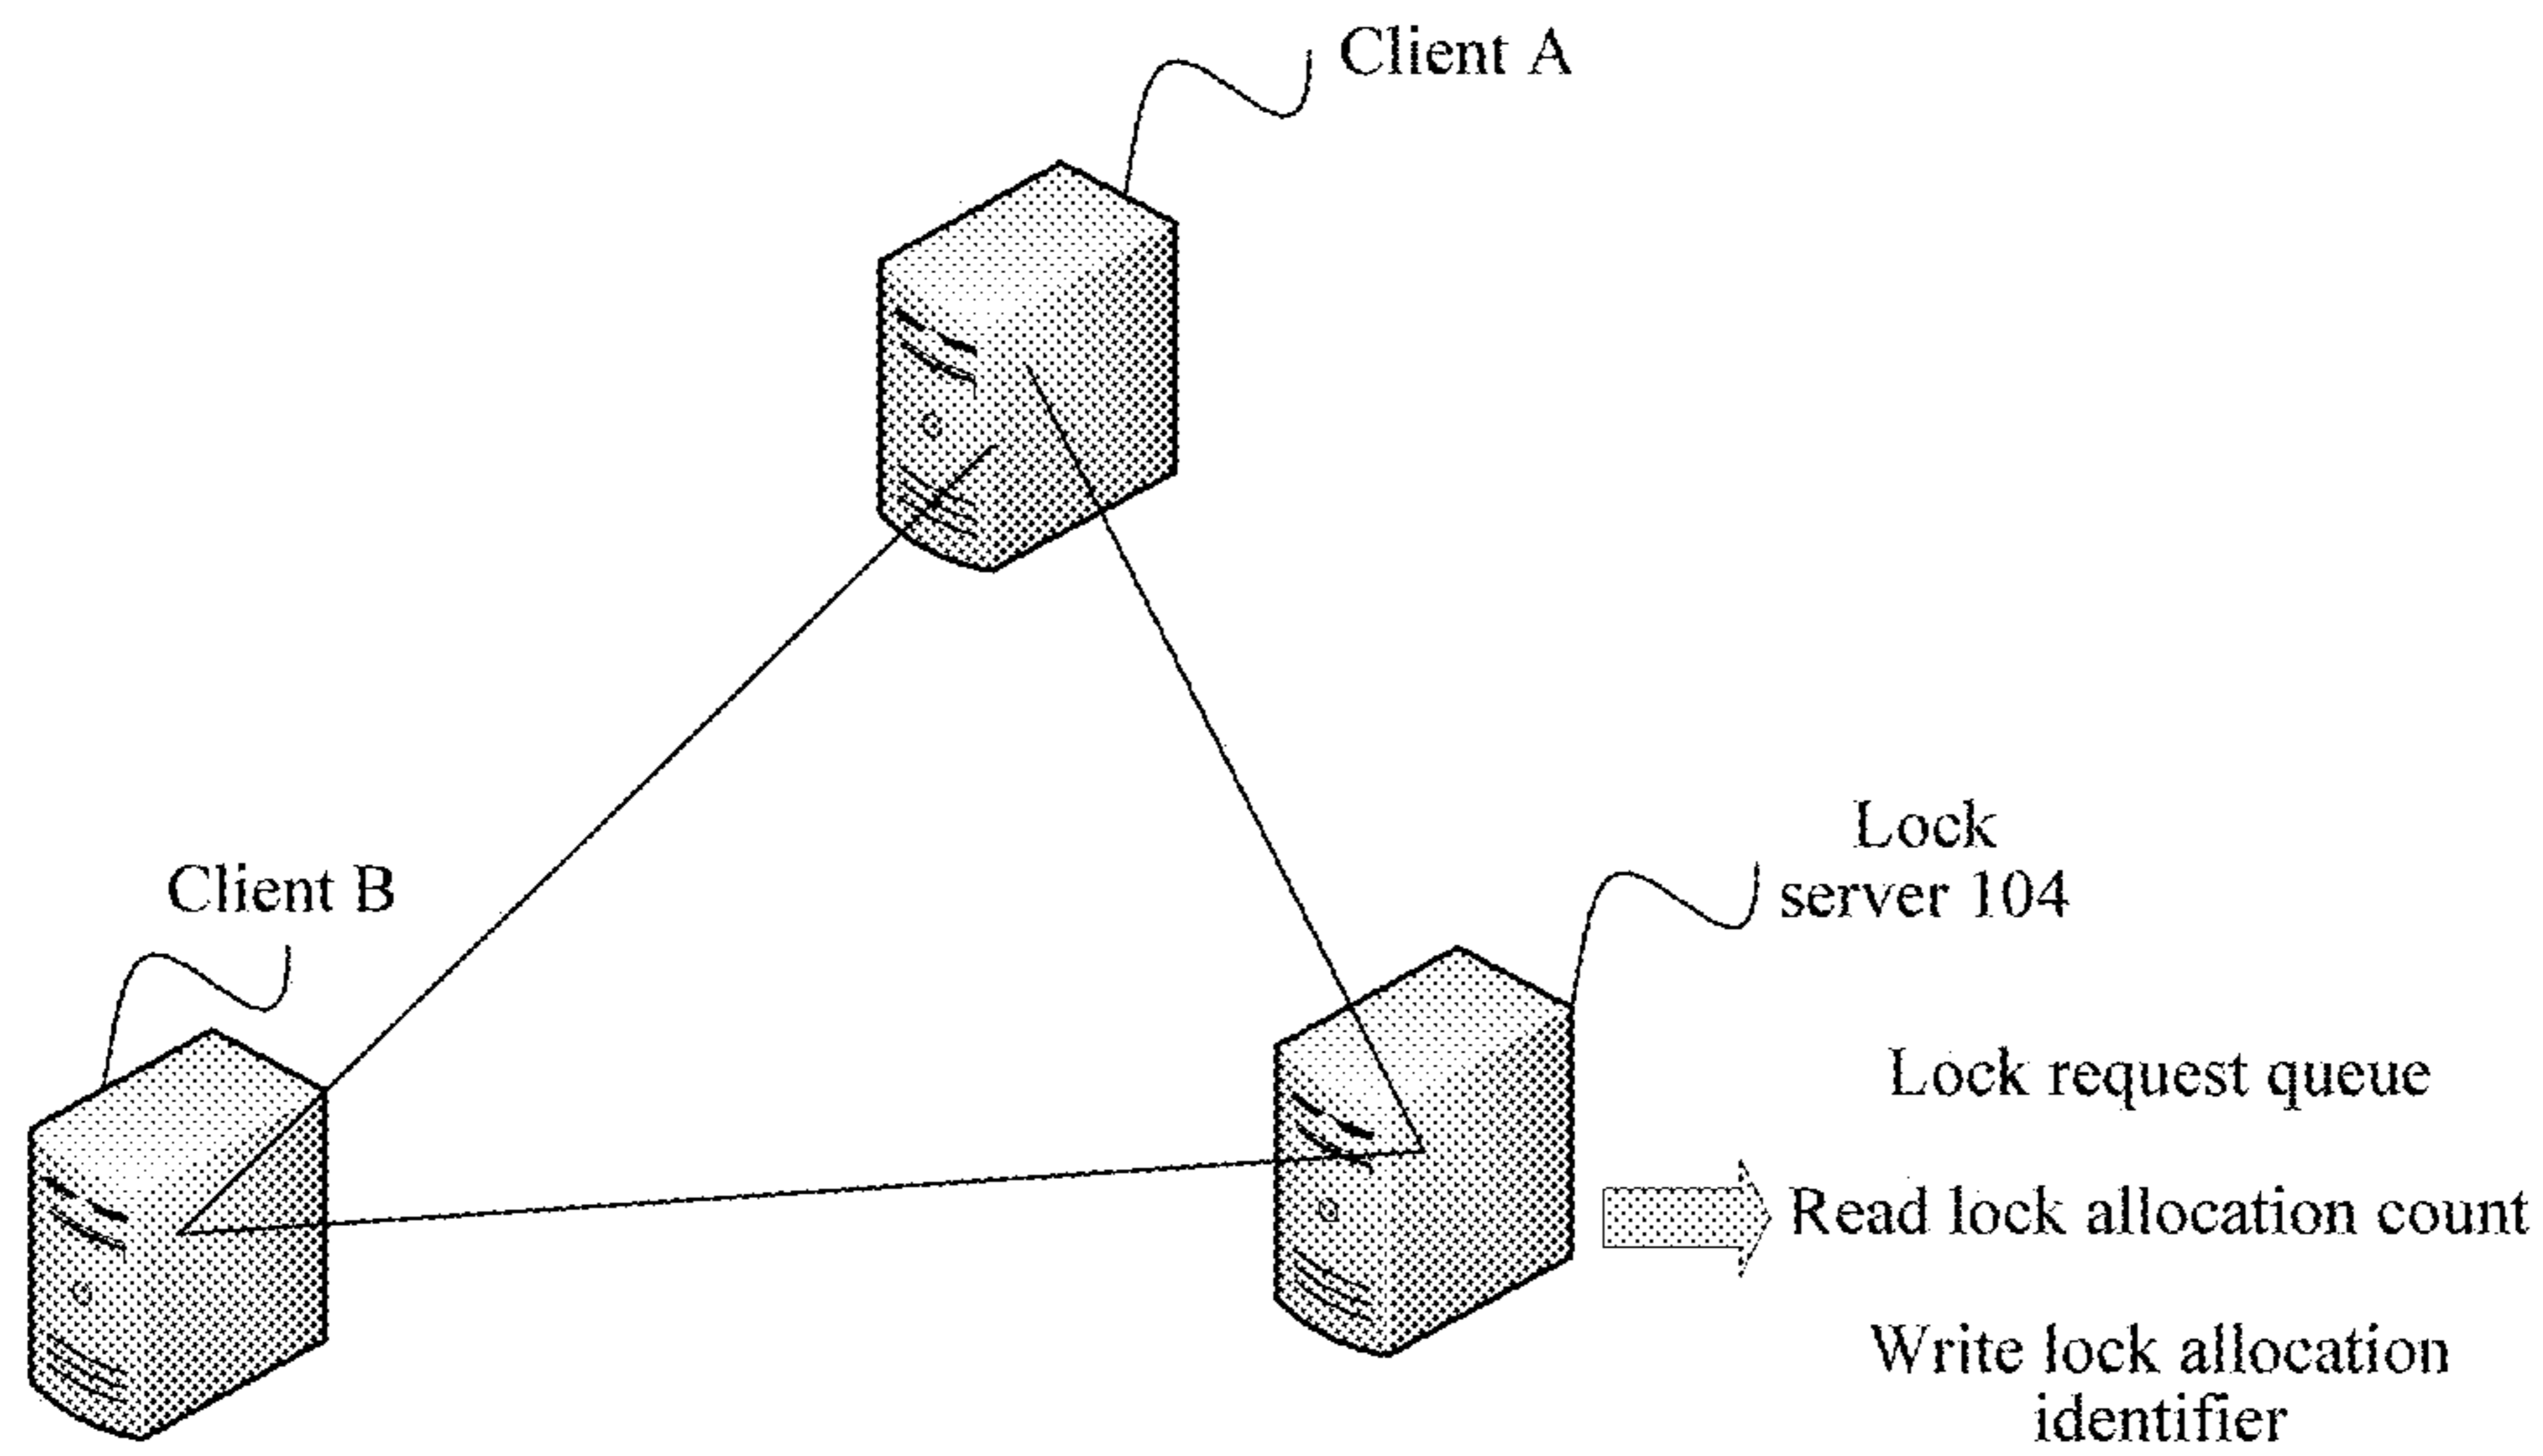 Client A
Client B
Lock
server 104
Lock request queue
Read lock allocation count
Write lock allocation
identifier